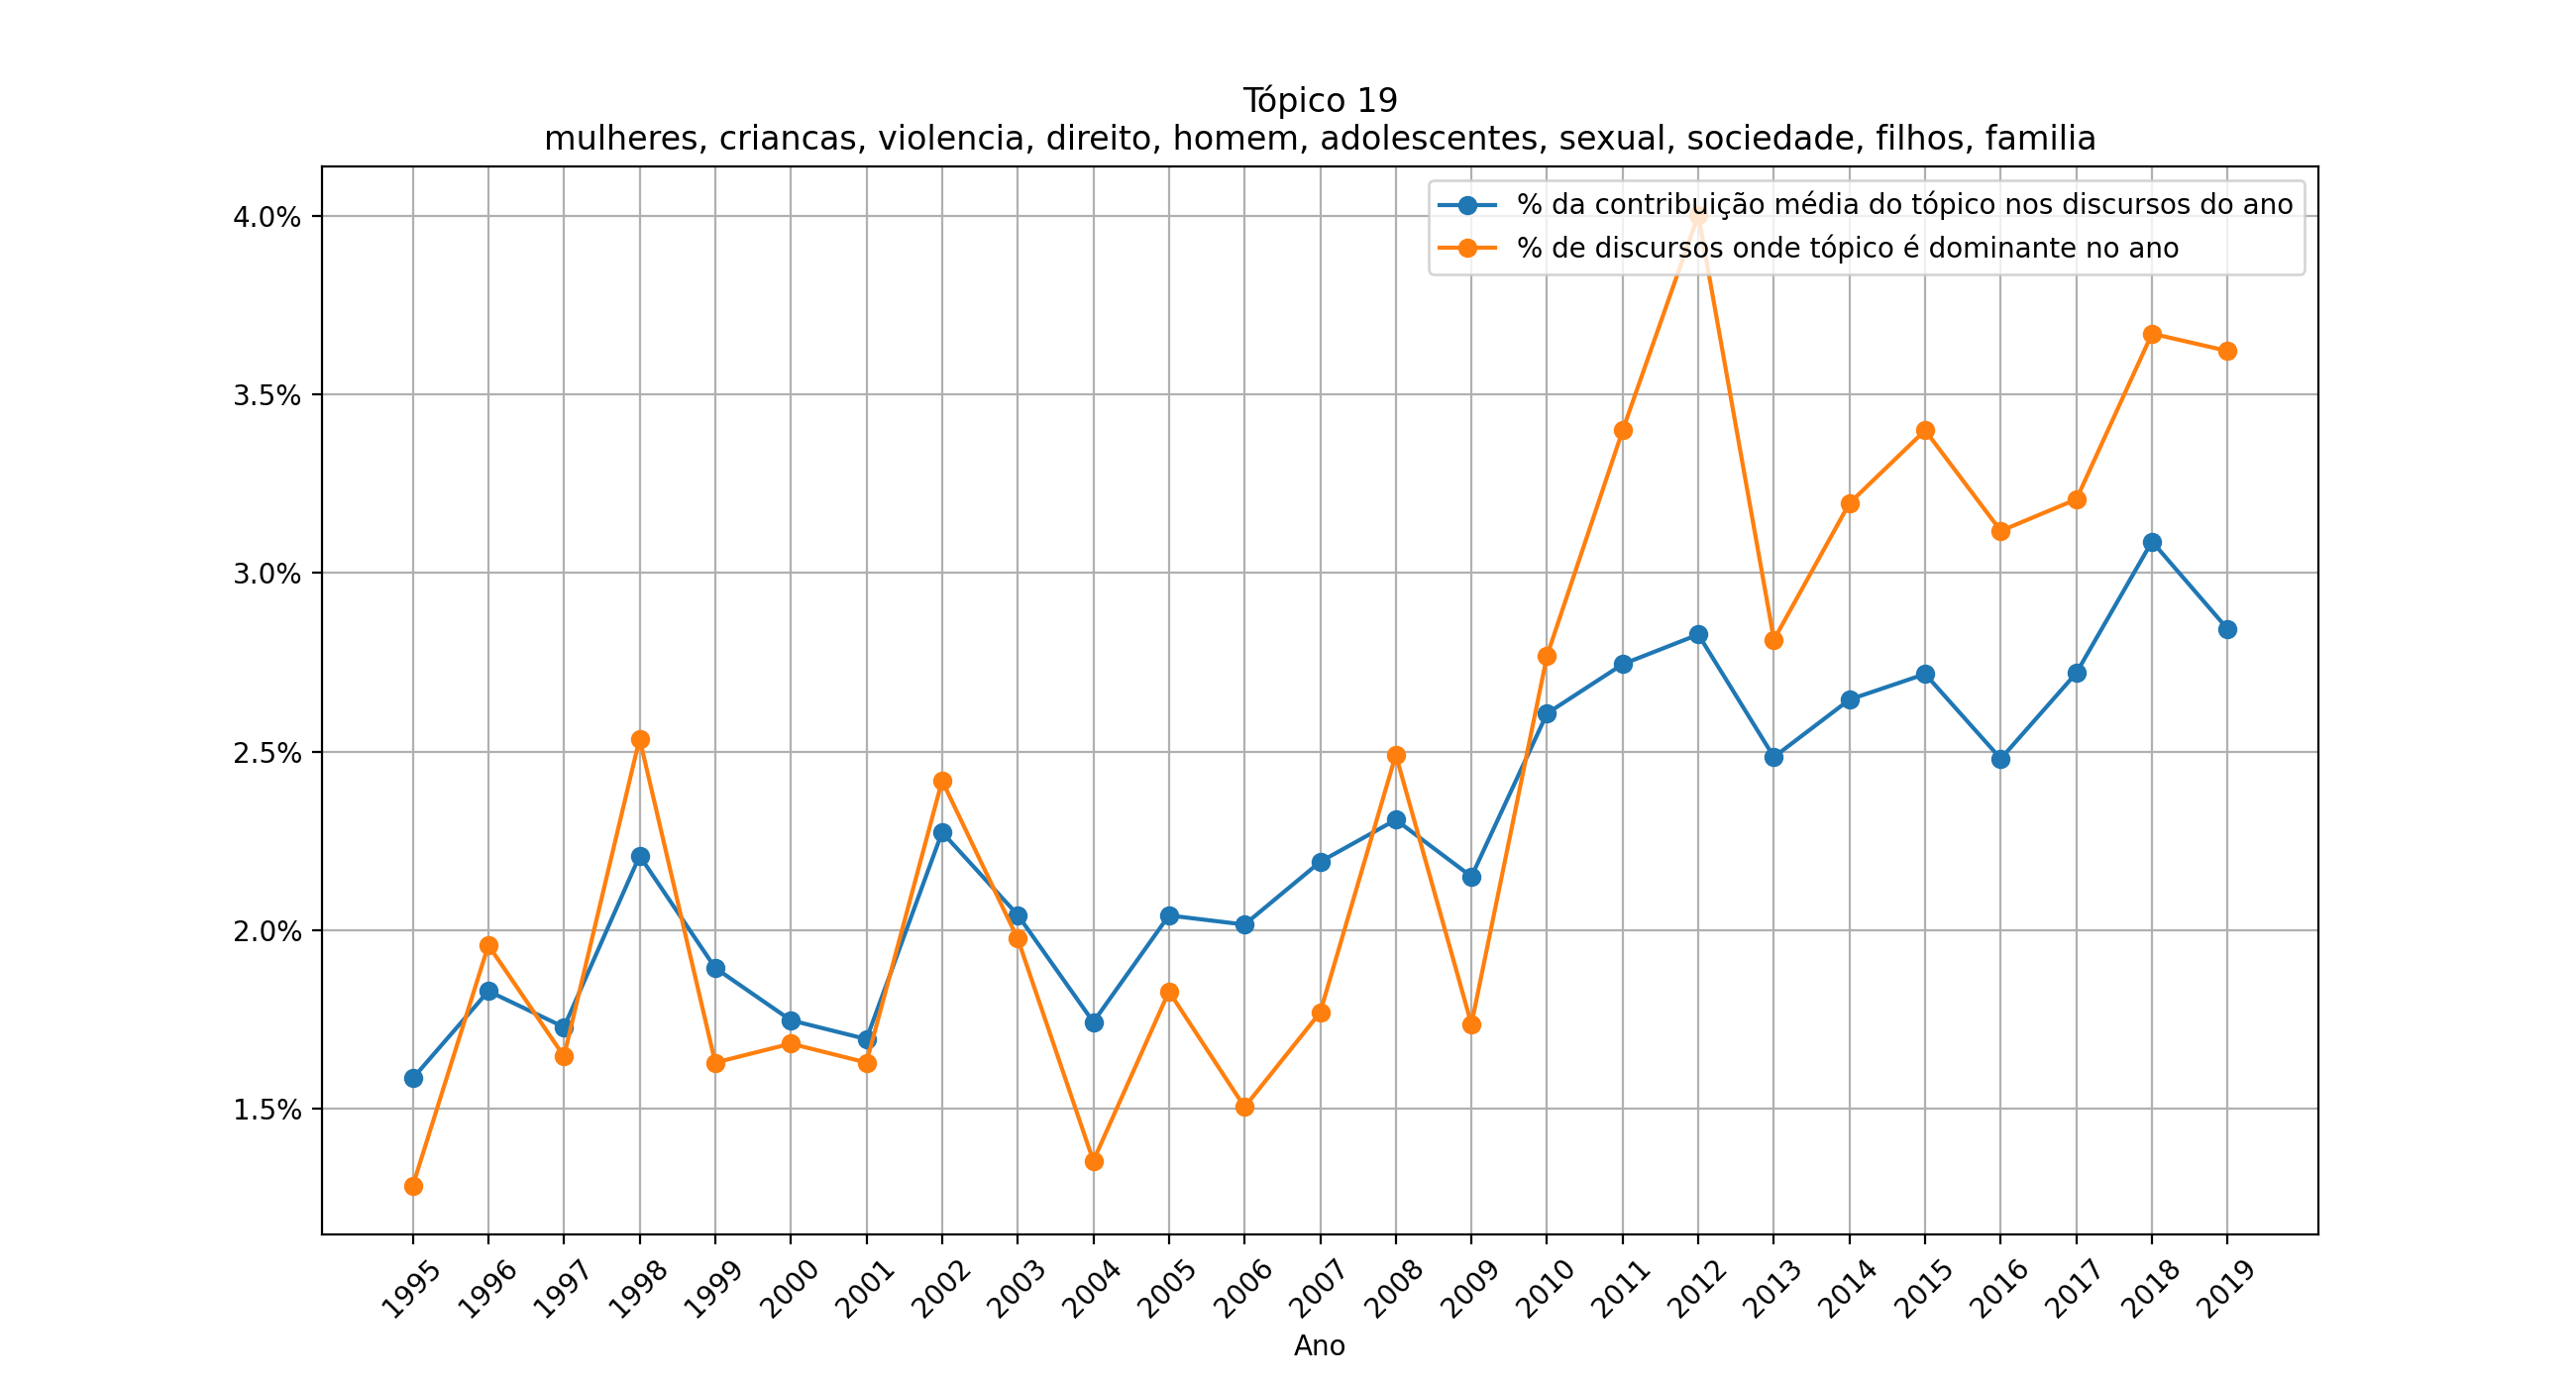 Tópico 19
mulheres, criancas, violencia, direito, homem, adolescentes, sexual, sociedade, filhos, familia
% da contribuição média do tópico nos discursos do ano
% de discursos onde tópico é dominante no ano
4.0%
3.5%
3.0%
2.5%
2.0%
1.5%
1995 1996 1997 1998 1999 2000 2001 2002 2003 2004 2005 2006 2007 2008 2009 2010 2011 2012 2013 2014 2015 2016 2017 2018 2019
Ano